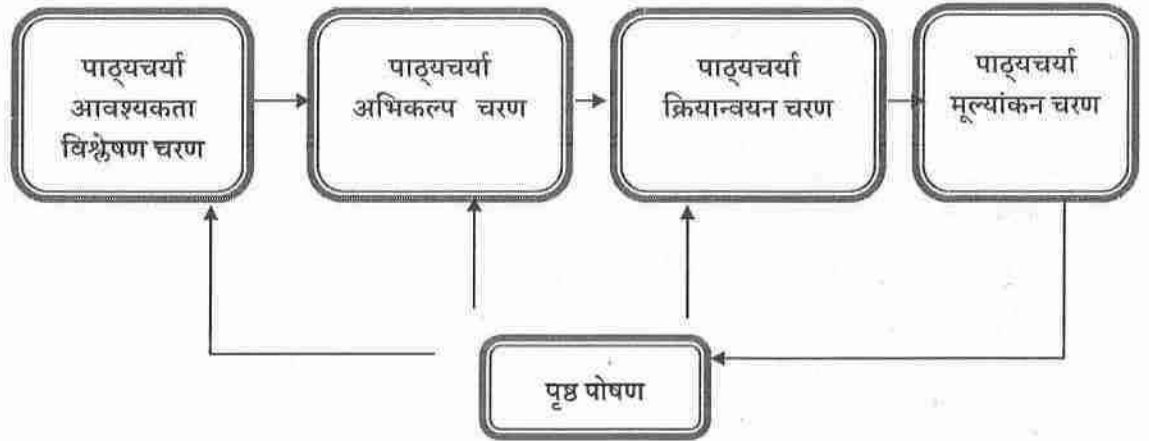 पाठ्यचर्या
आवश्यकता
विश्लेषण चरण
पाठ्यचर्या
अभिकल्प चरण
पाठ्यचर्या
क्रियान्वयन चरण
पाठ्यचर्या
मूल्यांकन चरण
पृष्ठ पोषण